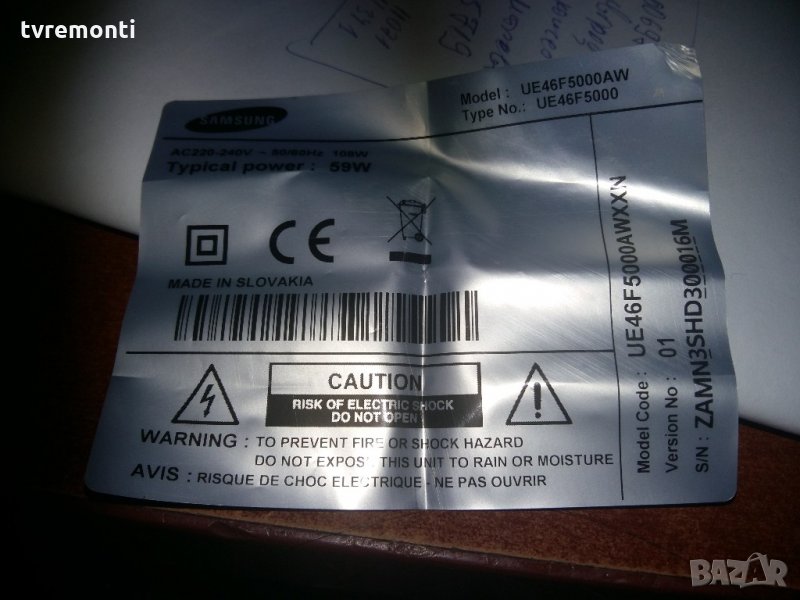 tvremonti
SAMSUNG
Model : UE46F5000AW
Type No.: UE46F5000
AC220-240V ~ 50/60Hz 108W
Typical power : 59W
CE
MADE IN SLOVAKIA
CAUTION
RISK OF ELECTRIC SHOCK
DO NOT OPEN
WARNING : TO PREVENT FIRE OR SHOCK HAZARD
DO NOT EXPOSE THIS UNIT TO RAIN OR MOISTURE
AVIS : RISQUE DE CHOC ELECTRIQUE - NE PAS OUVRIR
Model Code : UE46F5000AWXXN
Version No : 01
S/N : ZAMN3SHD300016M
BAZAR